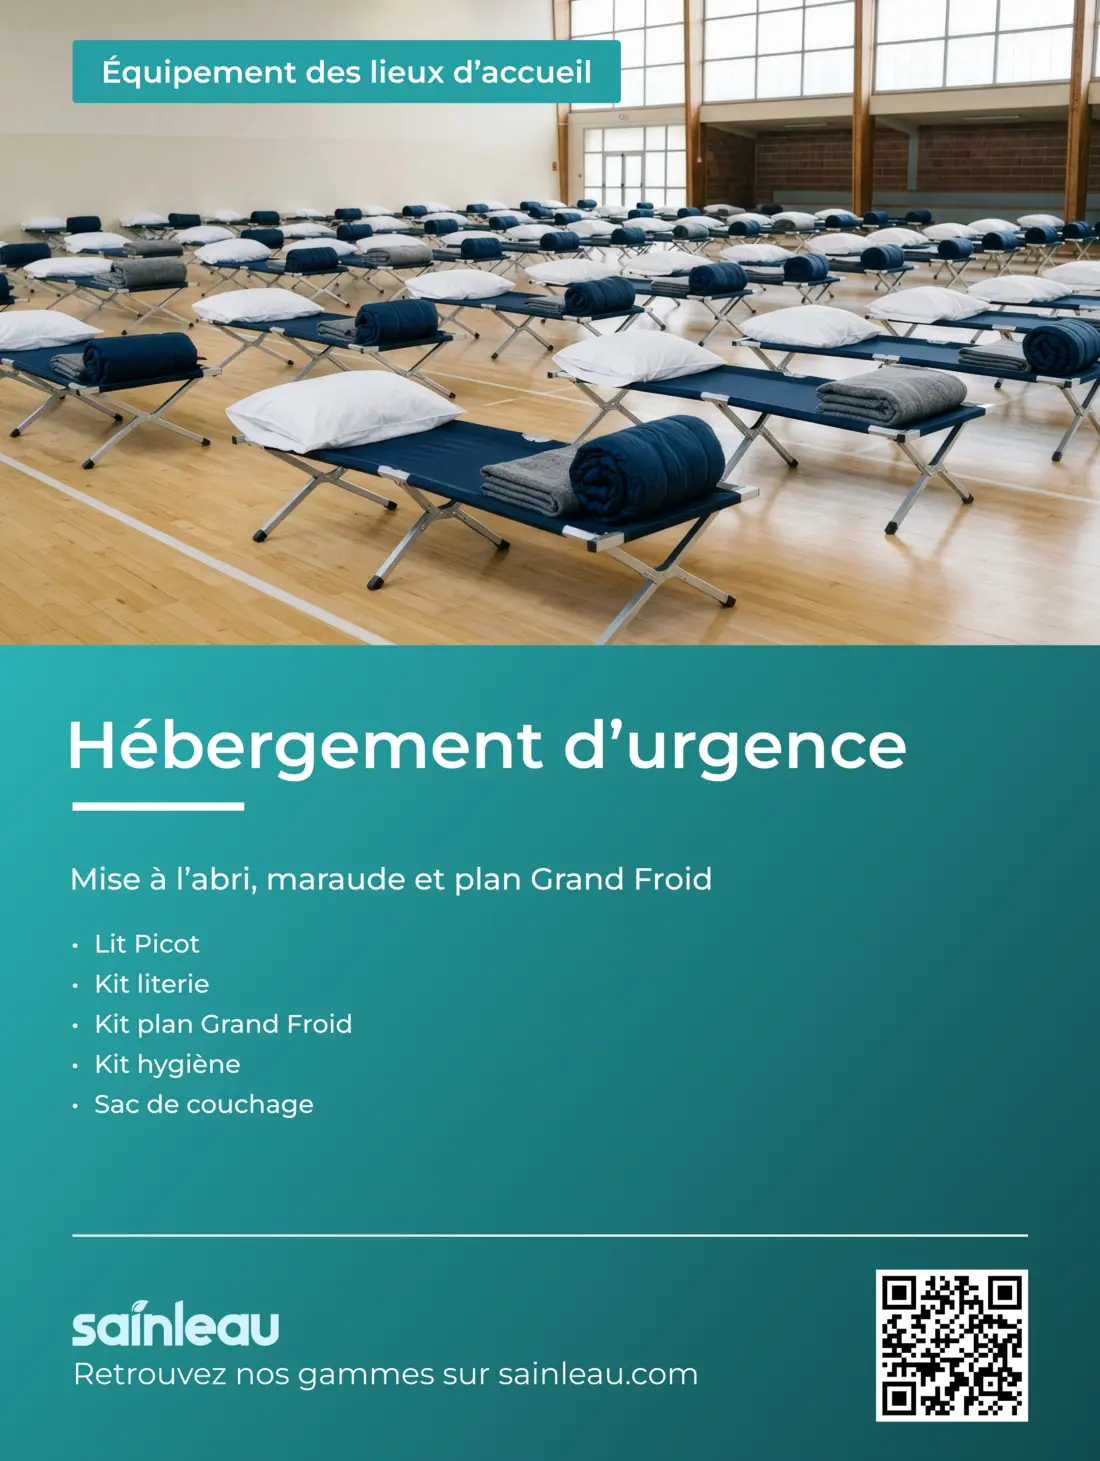 Équipement des lieux d’accueil
Hébergement d’urgence
Mise à l’abri, maraude et plan Grand Froid
• Lit Picot
• Kit literie
• Kit plan Grand Froid
• Kit hygiène
• Sac de couchage
sainleau
Retrouvez nos gammes sur sainleau.com